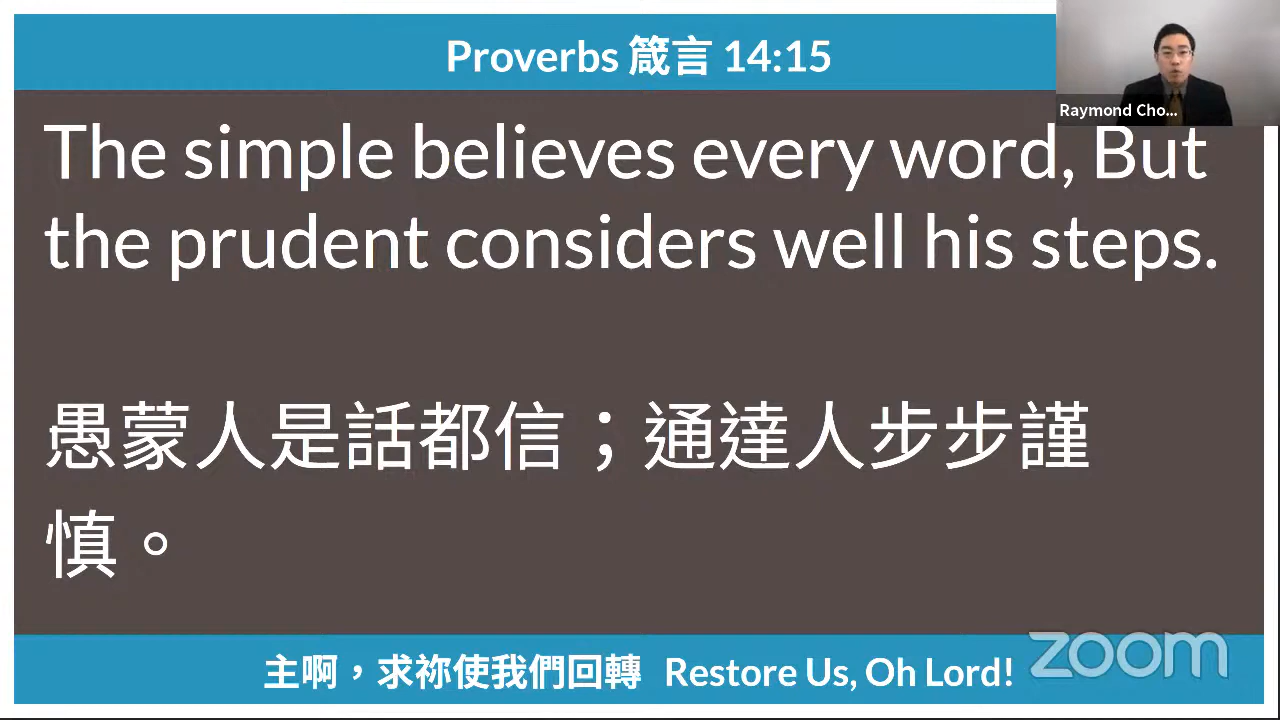 Proverbs 箴言 14:15
Raymond Cho...
The simple believes every word, But
the prudent considers well his steps.
愚蒙人是話都信；通達人步步謹
慎。
主啊，求祢使我們回轉 Restore Us, Oh Lord!
zoom